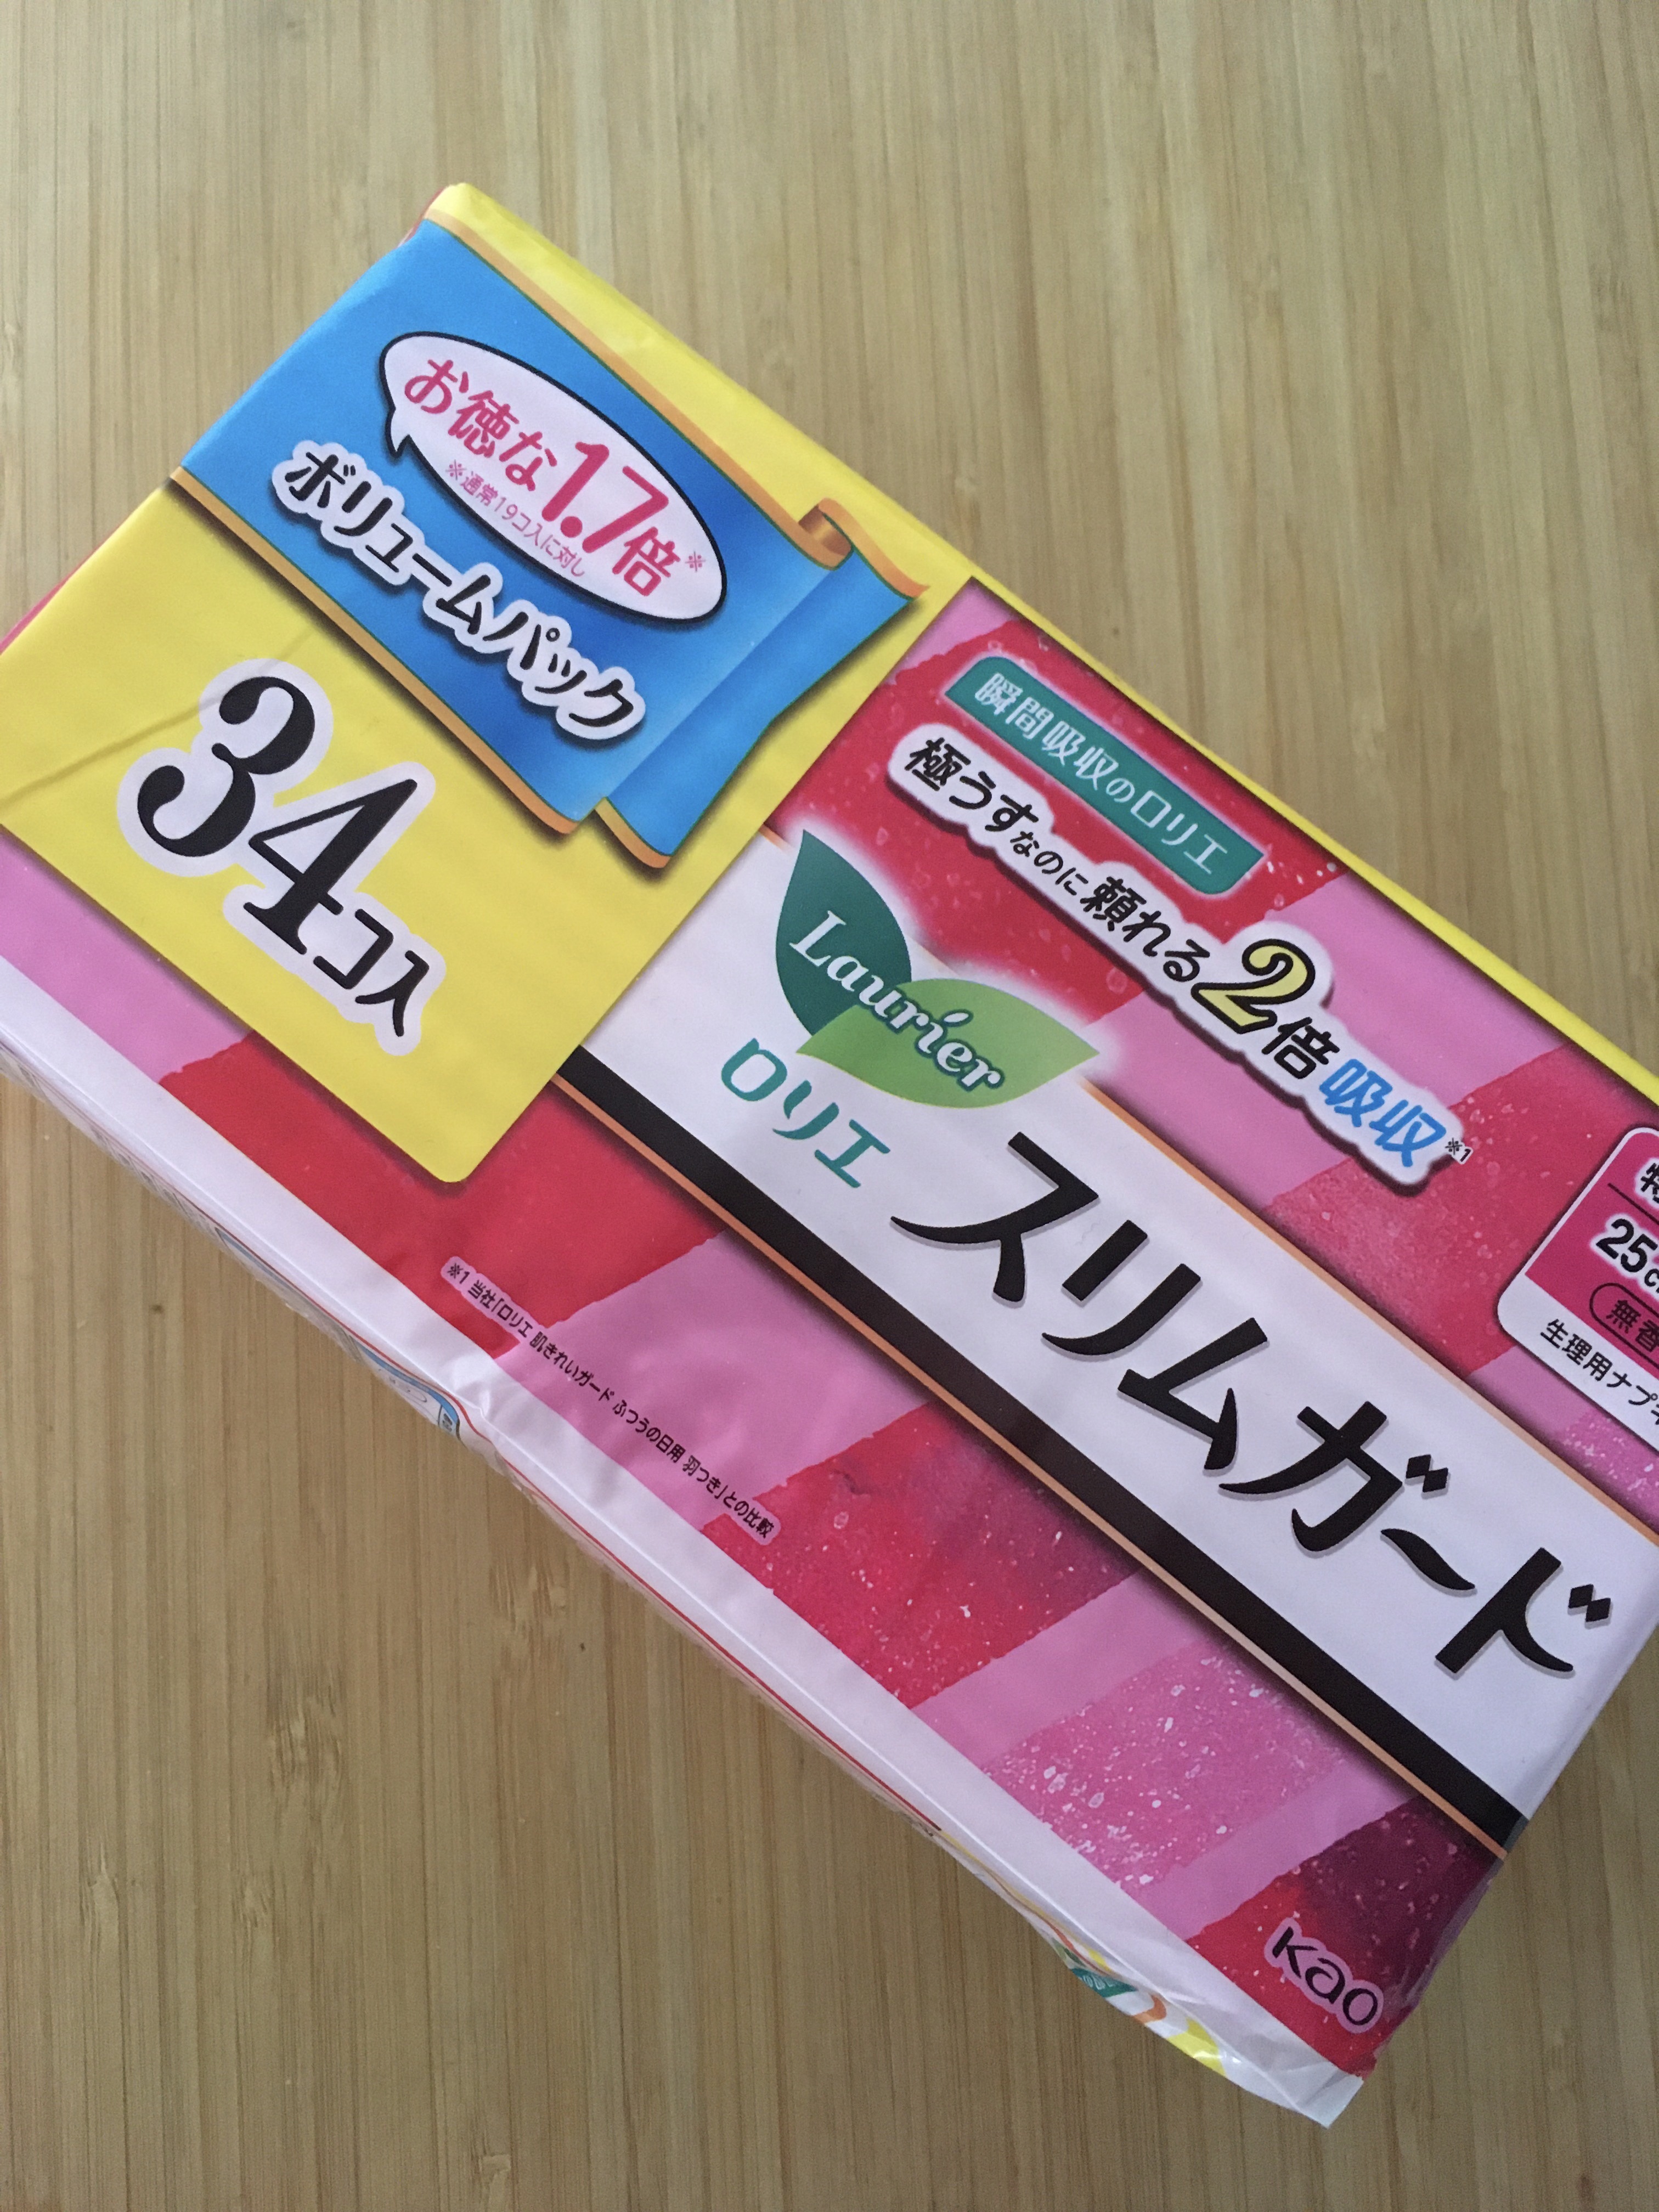 お徳な1.7倍※
※通常19コ入に対し
ボリュームパック
34コ入
瞬間吸収のロリエ
極うすなのに頼れる2倍吸収※1
Laurier
ロリエ
スリムガード
25c
無香
生理用ナプ
※1 当社「ロリエ 肌きれいガード ふつうの日用 羽つき」との比較
kao